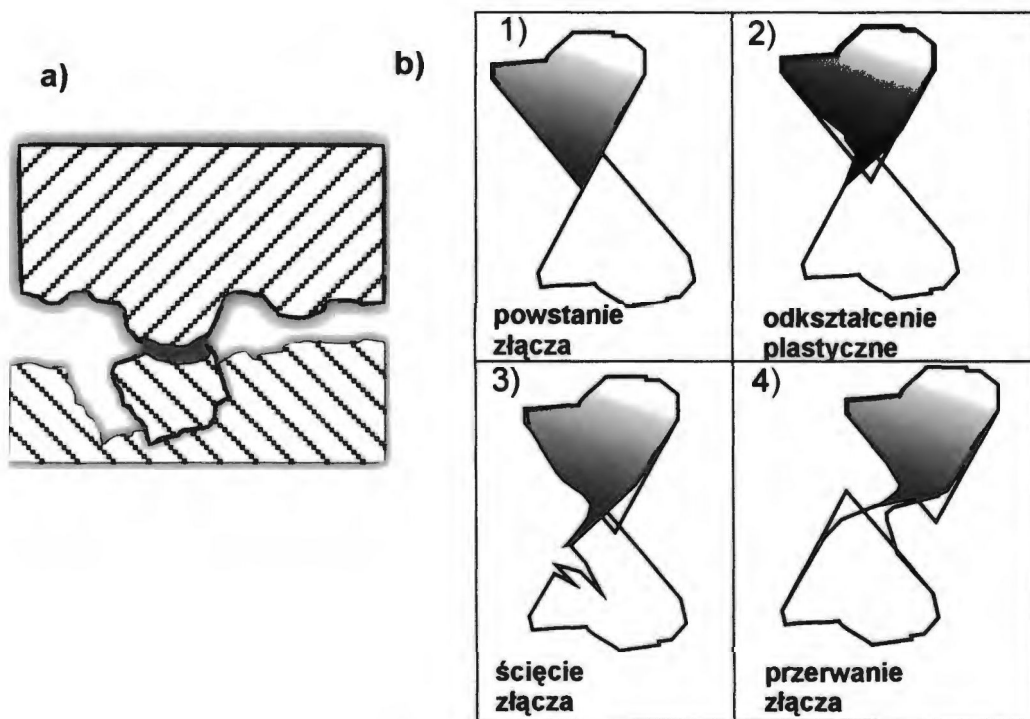 a)
b)
1)
powstanie
złącza
2)
odkształcenie
plastyczne
3)
ścięcie
złącza
4)
przerwanie
złącza